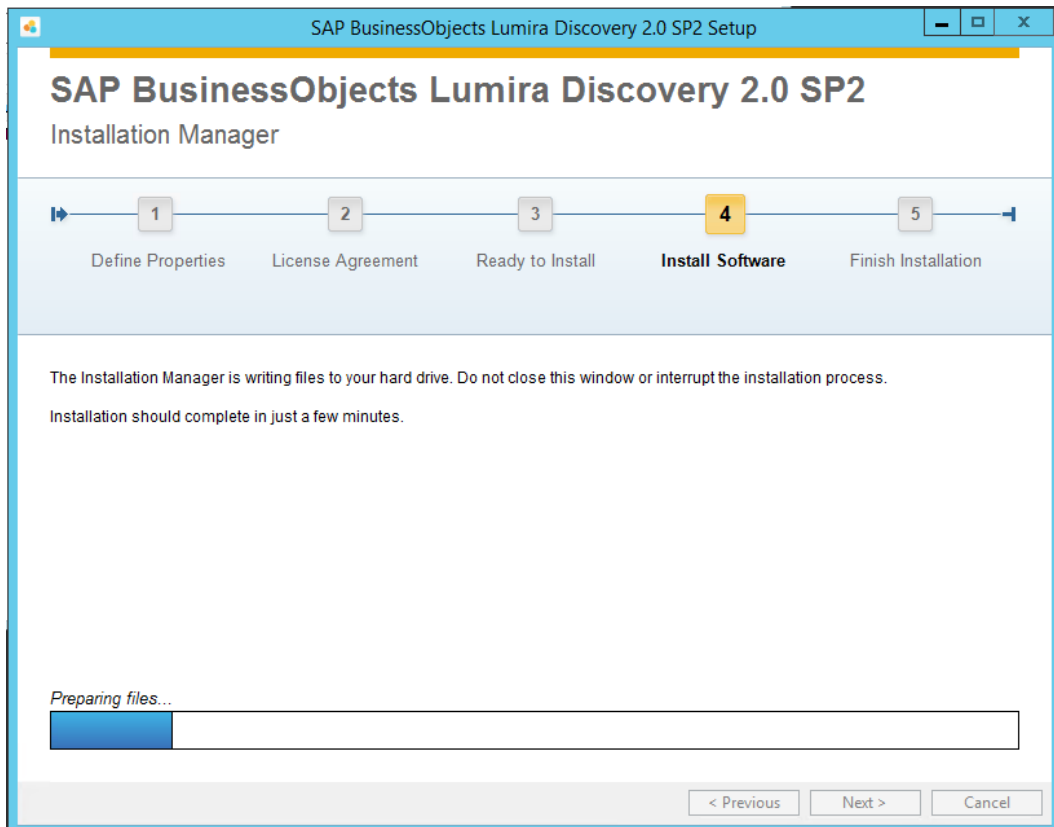 SAP BusinessObjects Lumira Discovery 2.0 SP2 Setup
SAP BusinessObjects Lumira Discovery 2.0 SP2
Installation Manager
1 2 3 4 5
Define Properties License Agreement Ready to Install Install Software Finish Installation
The Installation Manager is writing files to your hard drive. Do not close this window or interrupt the installation process.
Installation should complete in just a few minutes.
Preparing files...
< Previous Next > Cancel